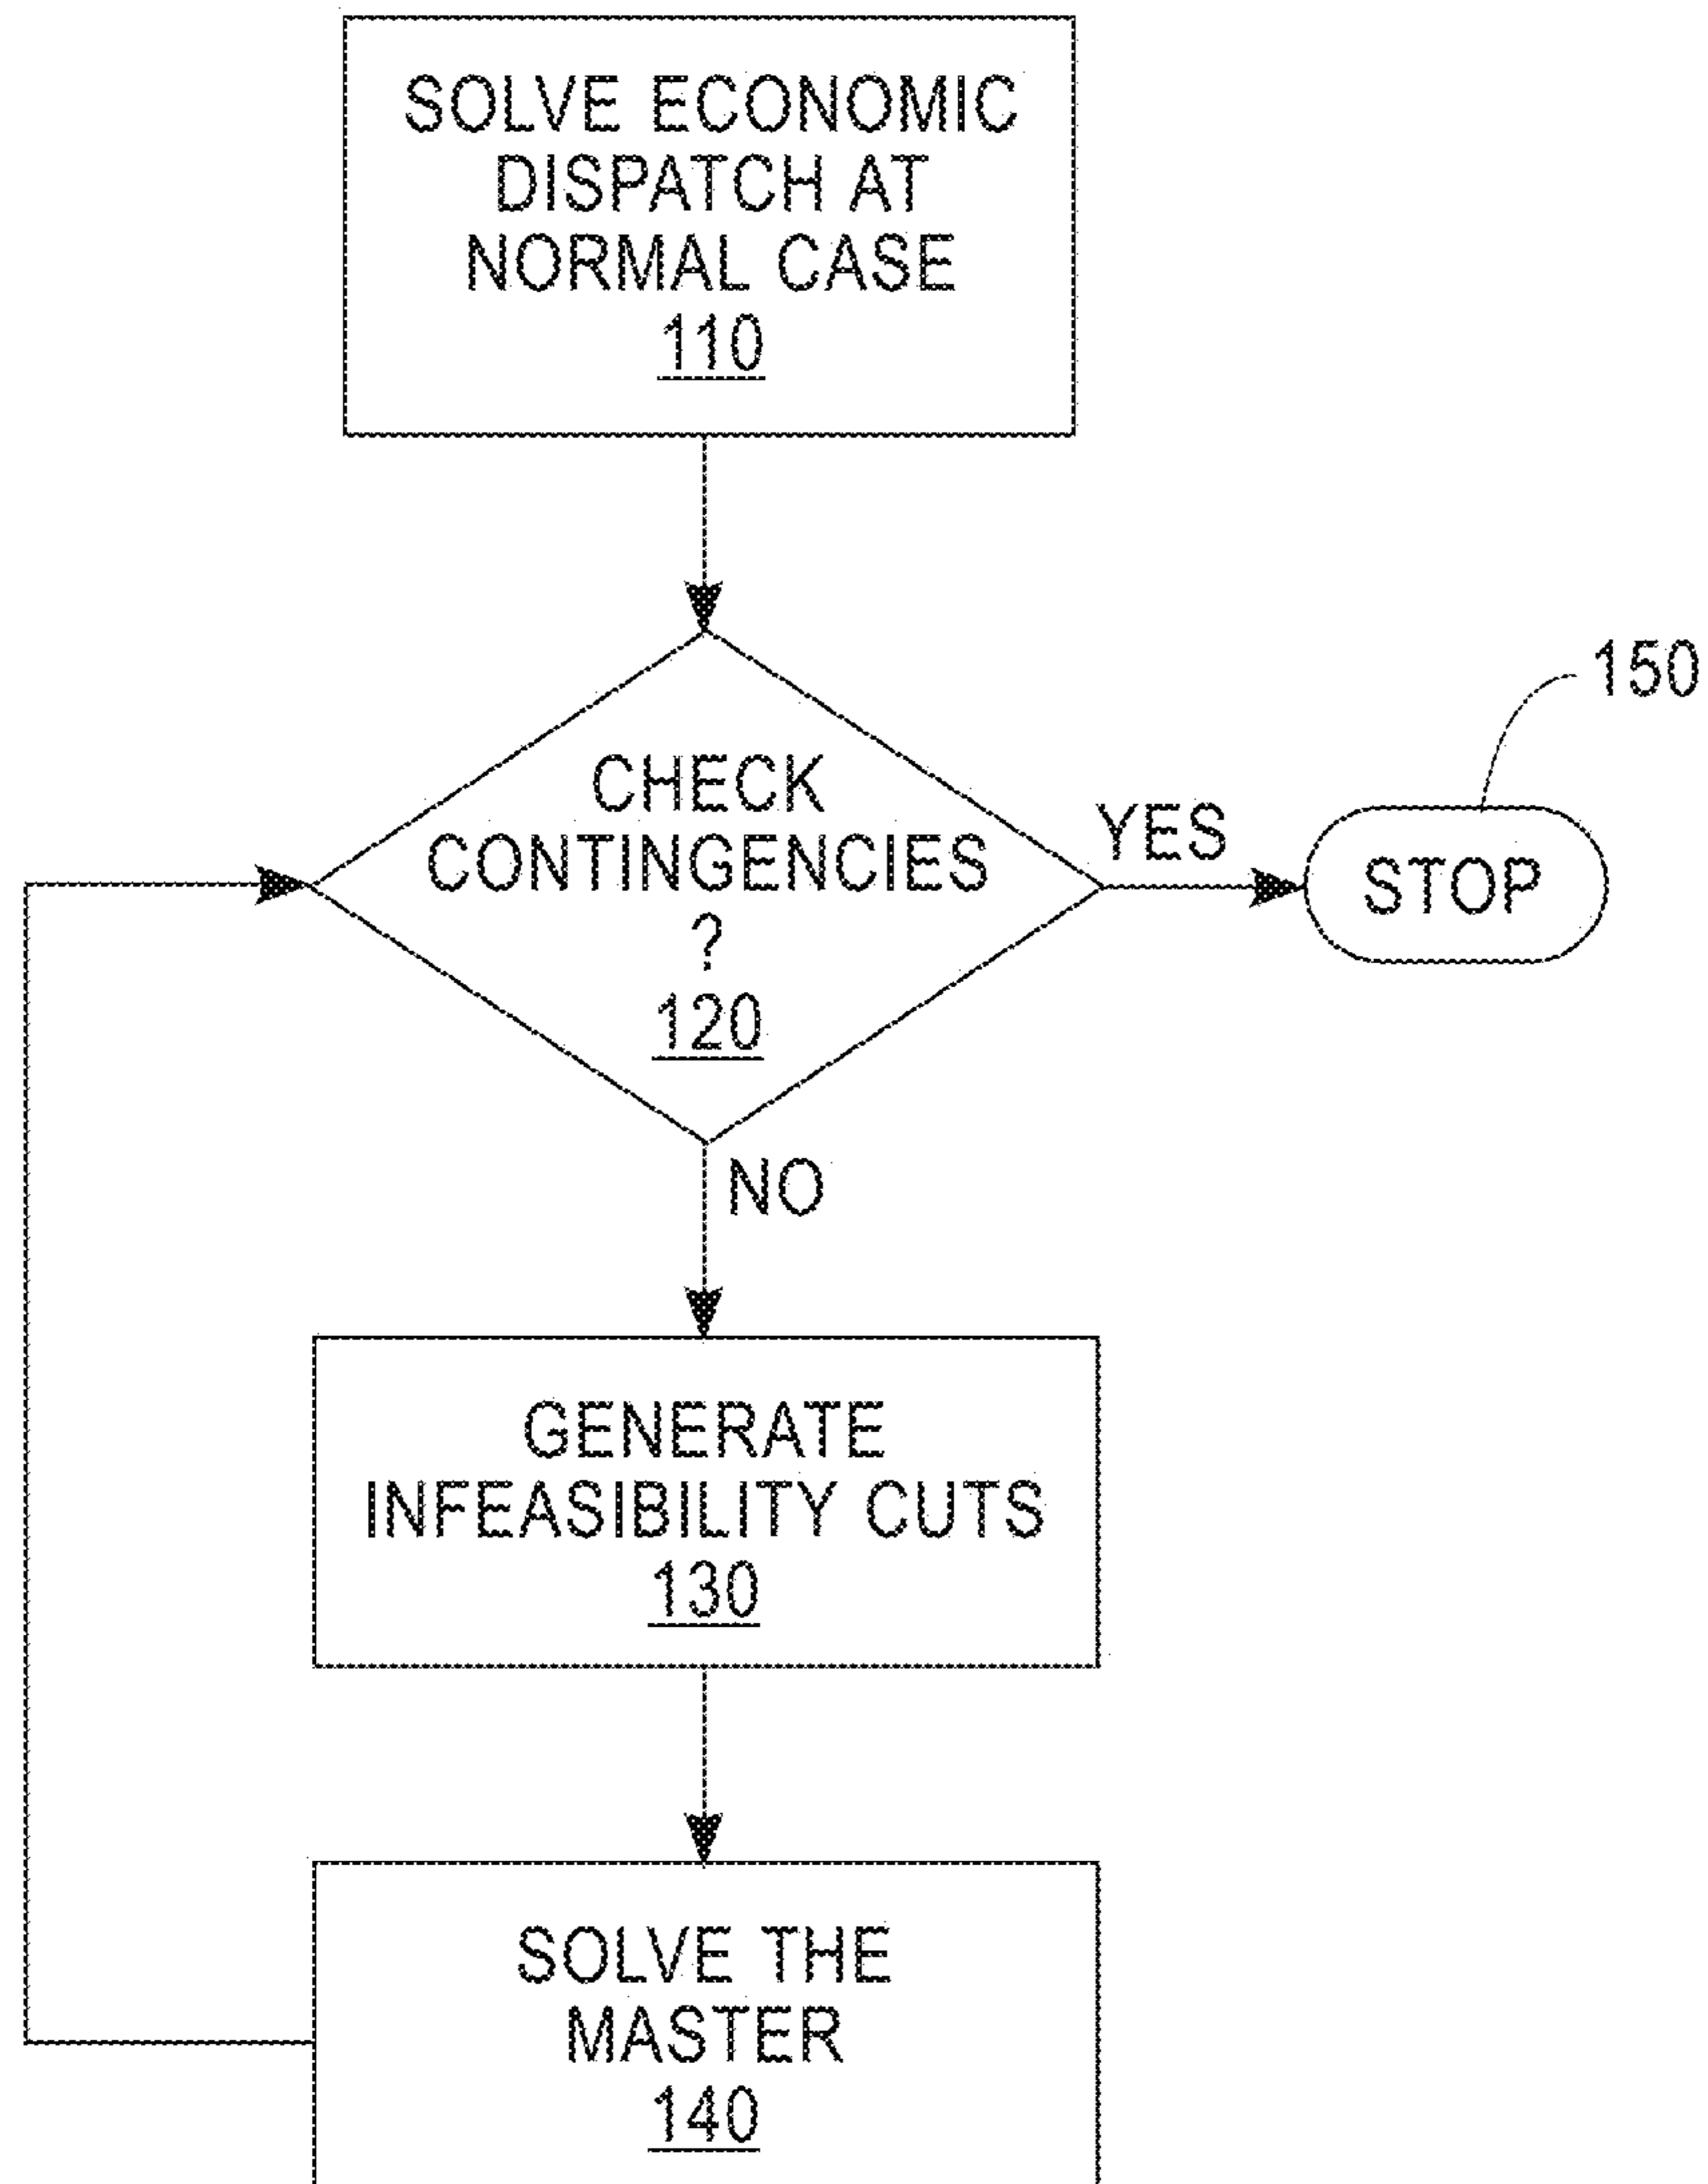 SOLVE ECONOMIC
DISPATCH AT
NORMAL CASE
110
CHECK
CONTINGENCIES
?
120
YES
STOP
150
NO
GENERATE
INFEASIBILITY CUTS
130
SOLVE THE
MASTER
140